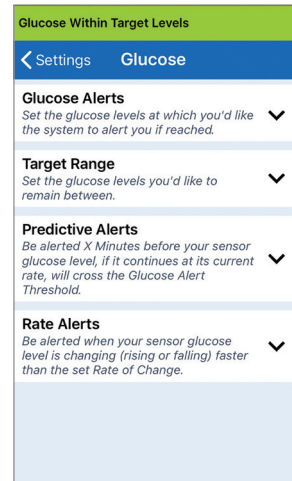 Glucose Within Target Levels
Settings Glucose
Glucose Alerts
Set the glucose levels at which you'd like
the system to alert you if reached.
Target Range
Set the glucose levels you'd like to
remain between.
Predictive Alerts
Be alerted X Minutes before your sensor
glucose level, if it continues at its current
rate, will cross the Glucose Alert
Threshold.
Rate Alerts
Be alerted when your sensor glucose
level is changing (rising or falling) faster
than the set Rate of Change.